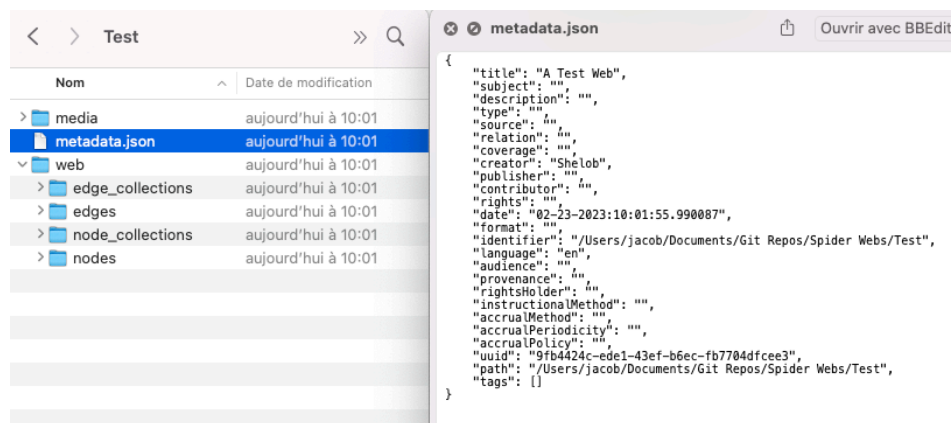 Test
Nom
Date de modification
media
aujourd'hui à 10:01
metadata.json
aujourd'hui à 10:01
web
aujourd'hui à 10:01
edge_collections
aujourd'hui à 10:01
edges
aujourd'hui à 10:01
node_collections
aujourd'hui à 10:01
nodes
aujourd'hui à 10:01
metadata.json
Ouvrir avec BBEdit
{
"title": "A Test Web",
"subject": "",
"description": "",
"type": "",
"source": "",
"relation": "",
"coverage": "",
"creator": "Shelob",
"publisher": "",
"contributor": "",
"rights": "",
"date": "02-23-2023:10:01:55.990087",
"format": "",
"identifier": "/Users/jacob/Documents/Git Repos/Spider Webs/Test",
"language": "en",
"audience": "",
"provenance": "",
"rightsHolder": "",
"instructionalMethod": "",
"accrualMethod": "",
"accrualPeriodicity": "",
"accrualPolicy": "",
"uuid": "9fb4424c-ede1-43ef-b6ec-fb7704dfcee3",
"path": "/Users/jacob/Documents/Git Repos/Spider Webs/Test",
"tags": []
}